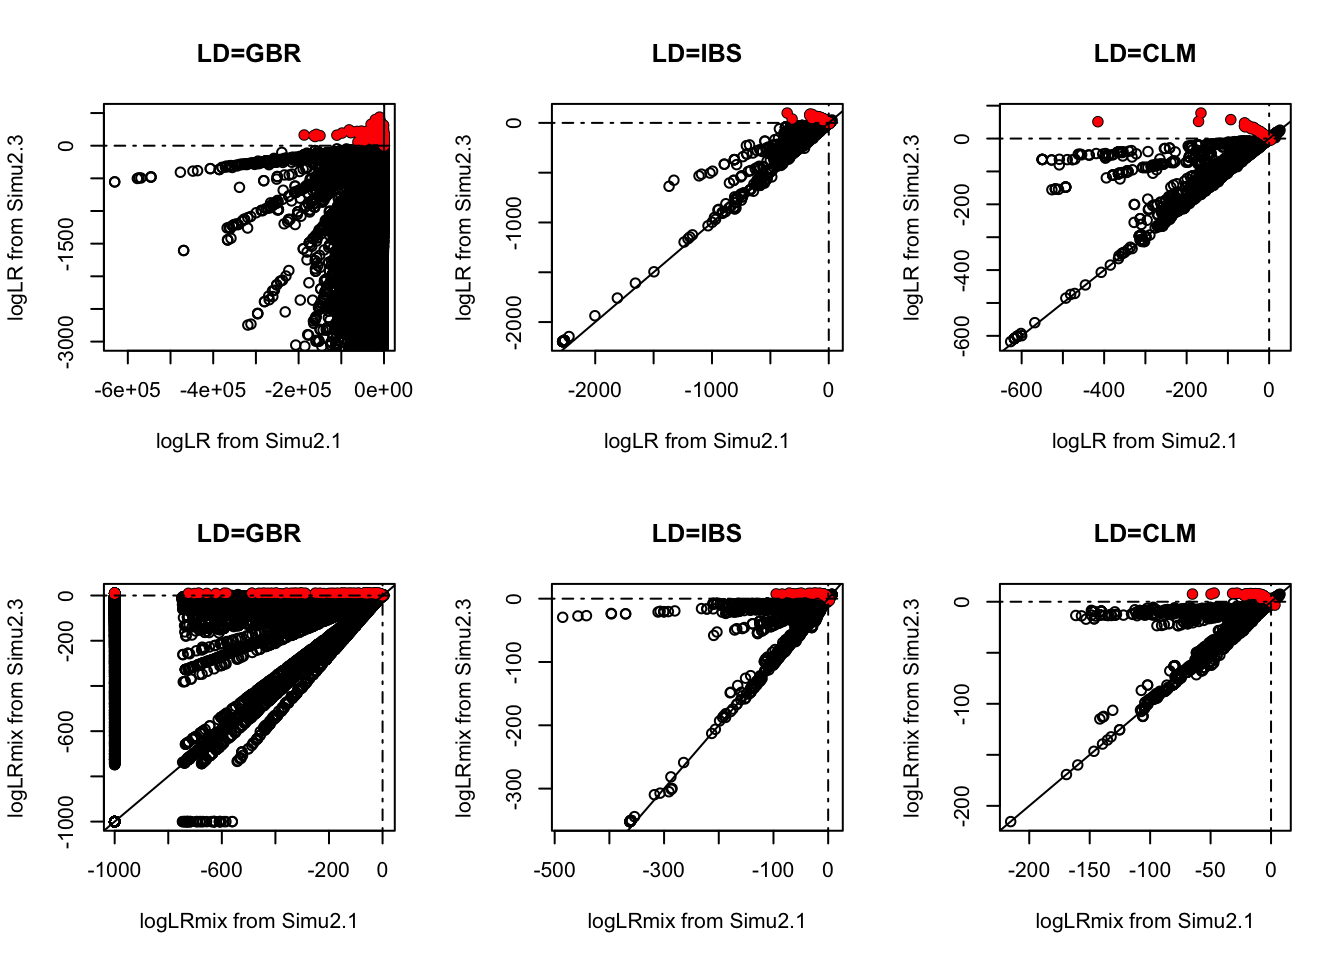 LD=GBR
logLR from Simu2.3
0
-1500
-3000
-6e+05 -4e+05 -2e+05 0e+00
logLR from Simu2.1
LD=IBS
logLR from Simu2.3
0
-1000
-2000
-2000 -1000 0
logLR from Simu2.1
LD=CLM
logLR from Simu2.3
0
-200
-400
-600
-600 -400 -200 0
logLR from Simu2.1
LD=GBR
logLRmix from Simu2.3
0
-200
-600
-1000
-1000 -600 -200 0
logLRmix from Simu2.1
LD=IBS
logLRmix from Simu2.3
0
-100
-200
-300
-500 -300 -100 0
logLRmix from Simu2.1
LD=CLM
logLRmix from Simu2.3
0
-100
-200
-200 -150 -100 -50 0
logLRmix from Simu2.1